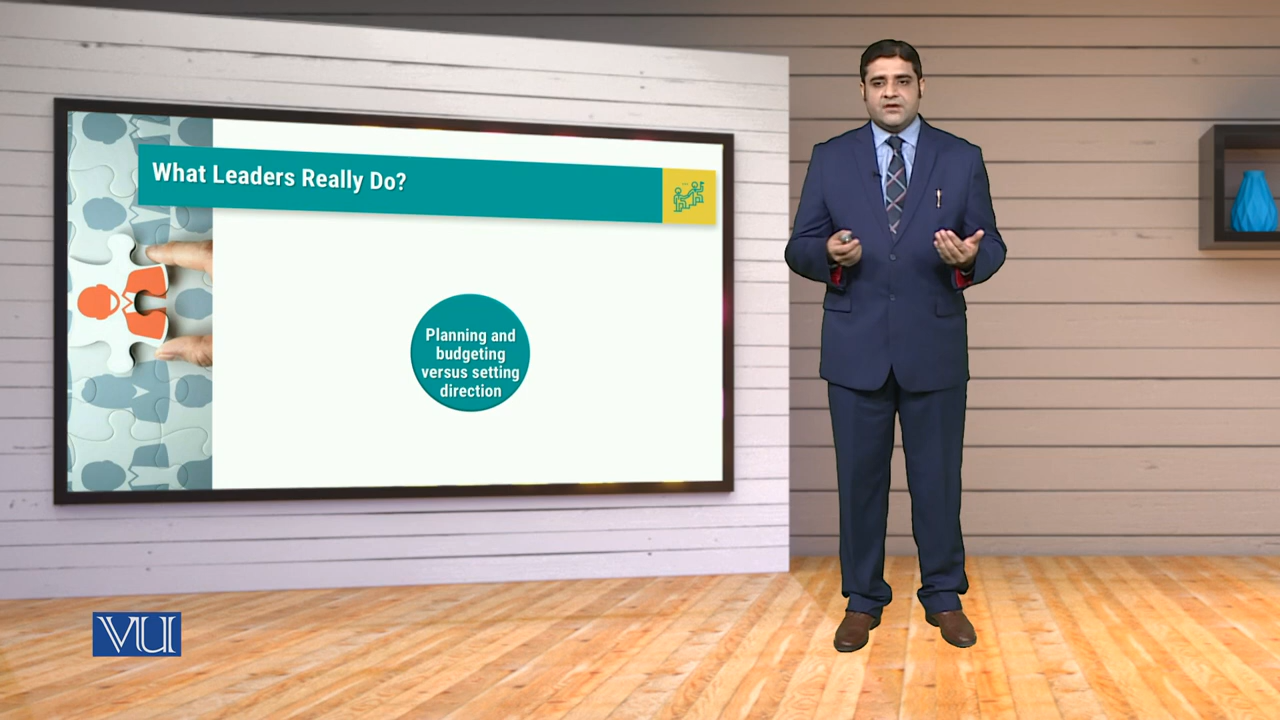 What Leaders Really Do?
Planning and
budgeting
versus setting
direction
VU